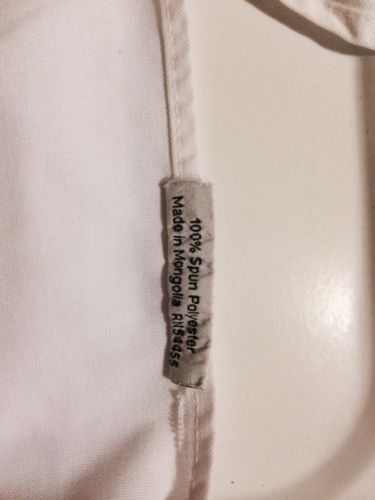 100% Spun Polyester
Made in Mongolia RN54455